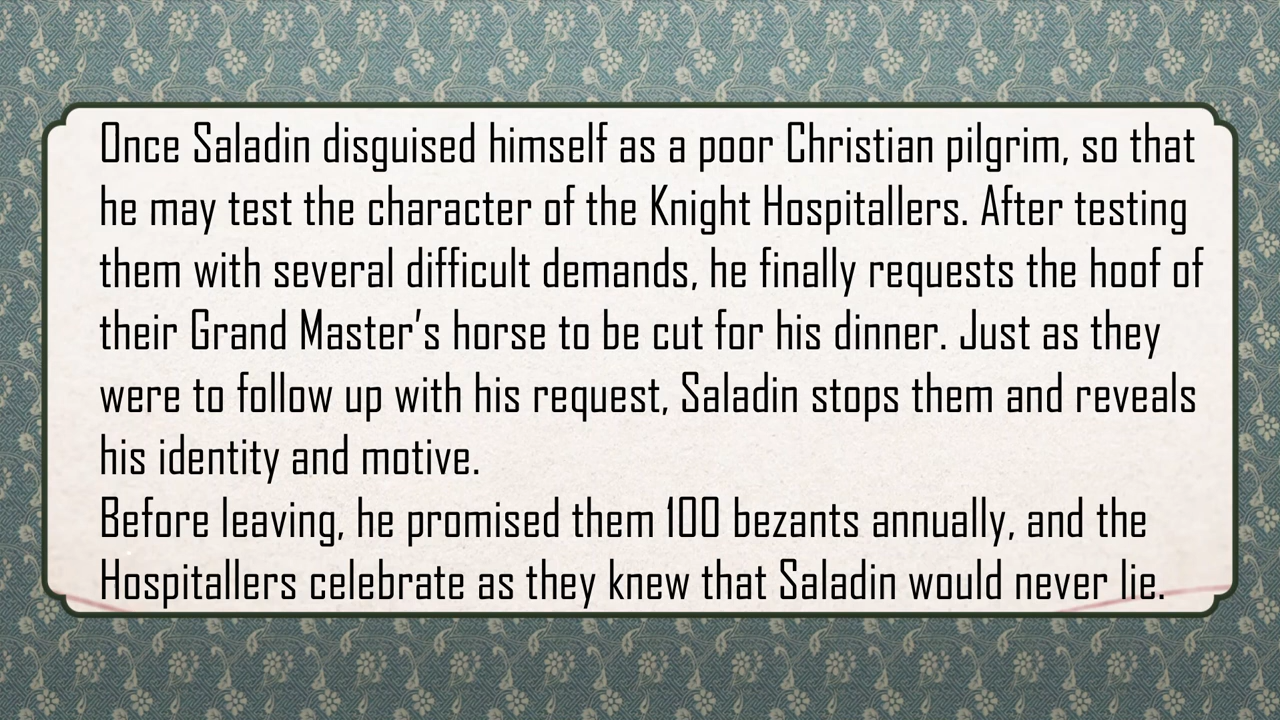 Once Saladin disguised himself as a poor Christian pilgrim, so that
he may test the character of the Knight Hospitallers. After testing
them with several difficult demands, he finally requests the hoof of
their Grand Master's horse to be cut for his dinner. Just as they
were to follow up with his request, Saladin stops them and reveals
his identity and motive.
Before leaving, he promised them 100 bezants annually, and the
Hospitallers celebrate as they knew that Saladin would never lie.